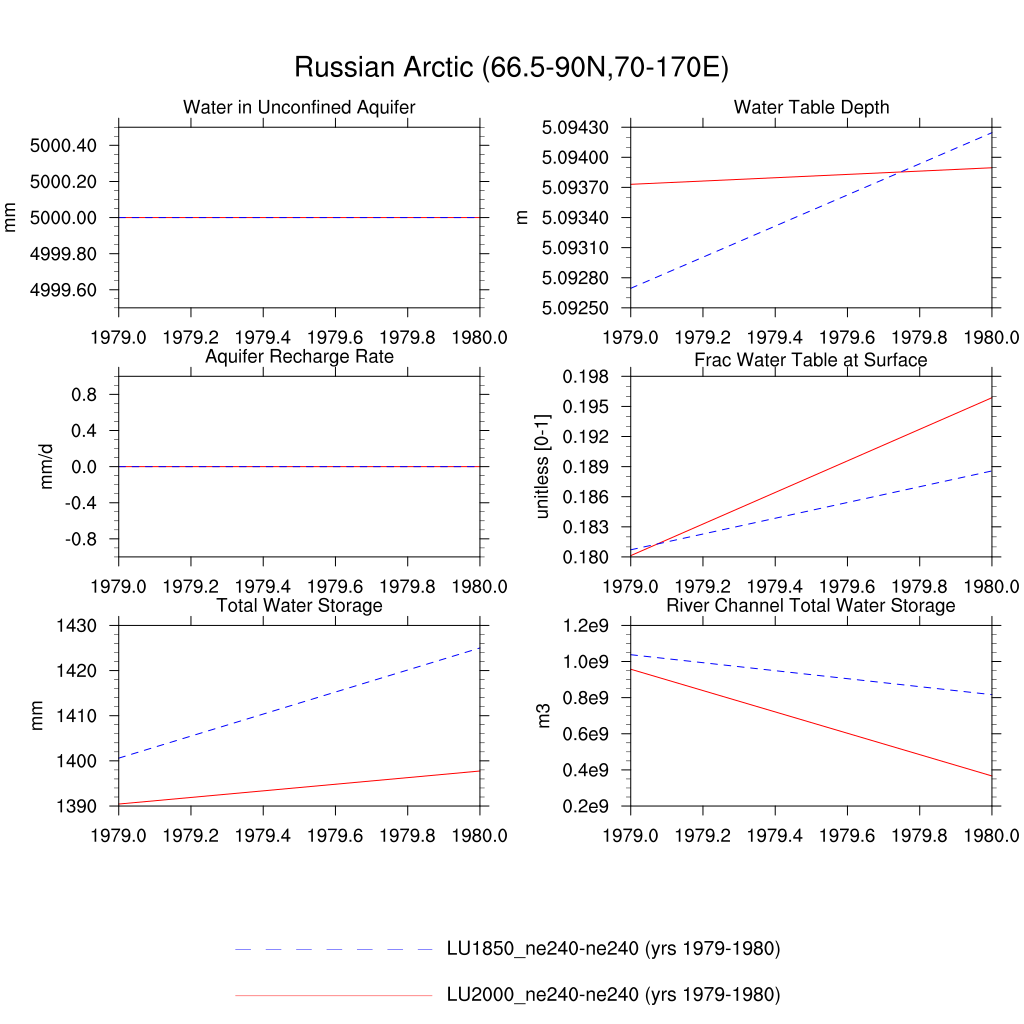 Russian Arctic (66.5-90N,70-170E)
Water in Unconfined Aquifer
5000.40
5000.20
5000.00
4999.80
4999.60
mm
1979.0 1979.2 1979.4 1979.6 1979.8 1980.0
Water Table Depth
5.09430
5.09400
5.09370
5.09340
5.09310
5.09280
5.09250
m
1979.0 1979.2 1979.4 1979.6 1979.8 1980.0
Aquifer Recharge Rate
0.8
0.4
0.0
-0.4
-0.8
mm/d
1979.0 1979.2 1979.4 1979.6 1979.8 1980.0
Frac Water Table at Surface
0.198
0.195
0.192
0.189
0.186
0.183
0.180
unitless [0-1]
1979.0 1979.2 1979.4 1979.6 1979.8 1980.0
Total Water Storage
1430
1420
1410
1400
1390
mm
1979.0 1979.2 1979.4 1979.6 1979.8 1980.0
River Channel Total Water Storage
1.2e9
1.0e9
0.8e9
0.6e9
0.4e9
0.2e9
m3
1979.0 1979.2 1979.4 1979.6 1979.8 1980.0
LU1850_ne240-ne240 (yrs 1979-1980)
LU2000_ne240-ne240 (yrs 1979-1980)